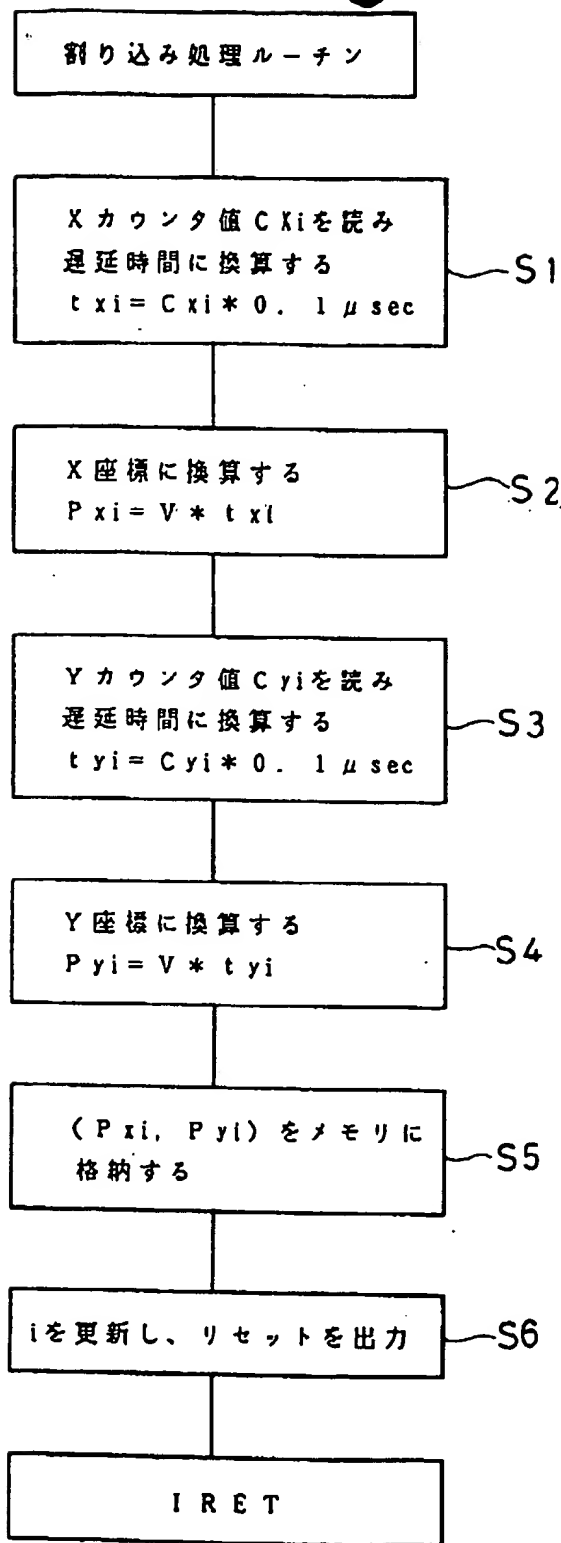 割り込み処理ルーチン
Xカウンタ値CXiを読み
遅延時間に換算する
txi=Cxi*0.1μsec
S1
X座標に換算する
Pxi=V*txi
S2
Yカウンタ値Cyiを読み
遅延時間に換算する
tyi=Cyi*0.1μsec
S3
Y座標に換算する
Pyi=V*tyi
S4
(Pxi, Pyi)をメモリに
格納する
S5
iを更新し、リセットを出力
S6
IRET